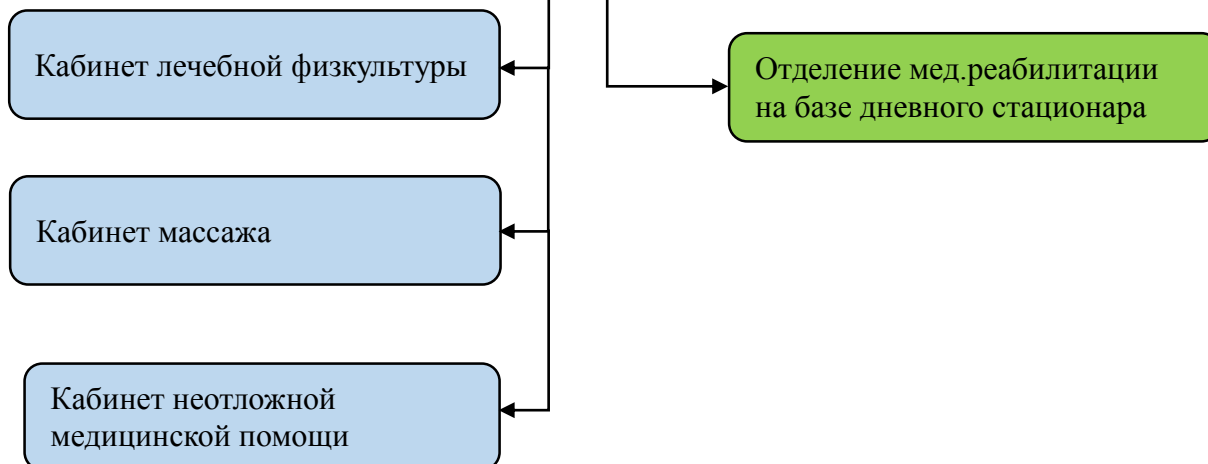 Кабинет лечебной физкультуры
Отделение мед.реабилитации
на базе дневного стационара
Кабинет массажа
Кабинет неотложной
медицинской помощи